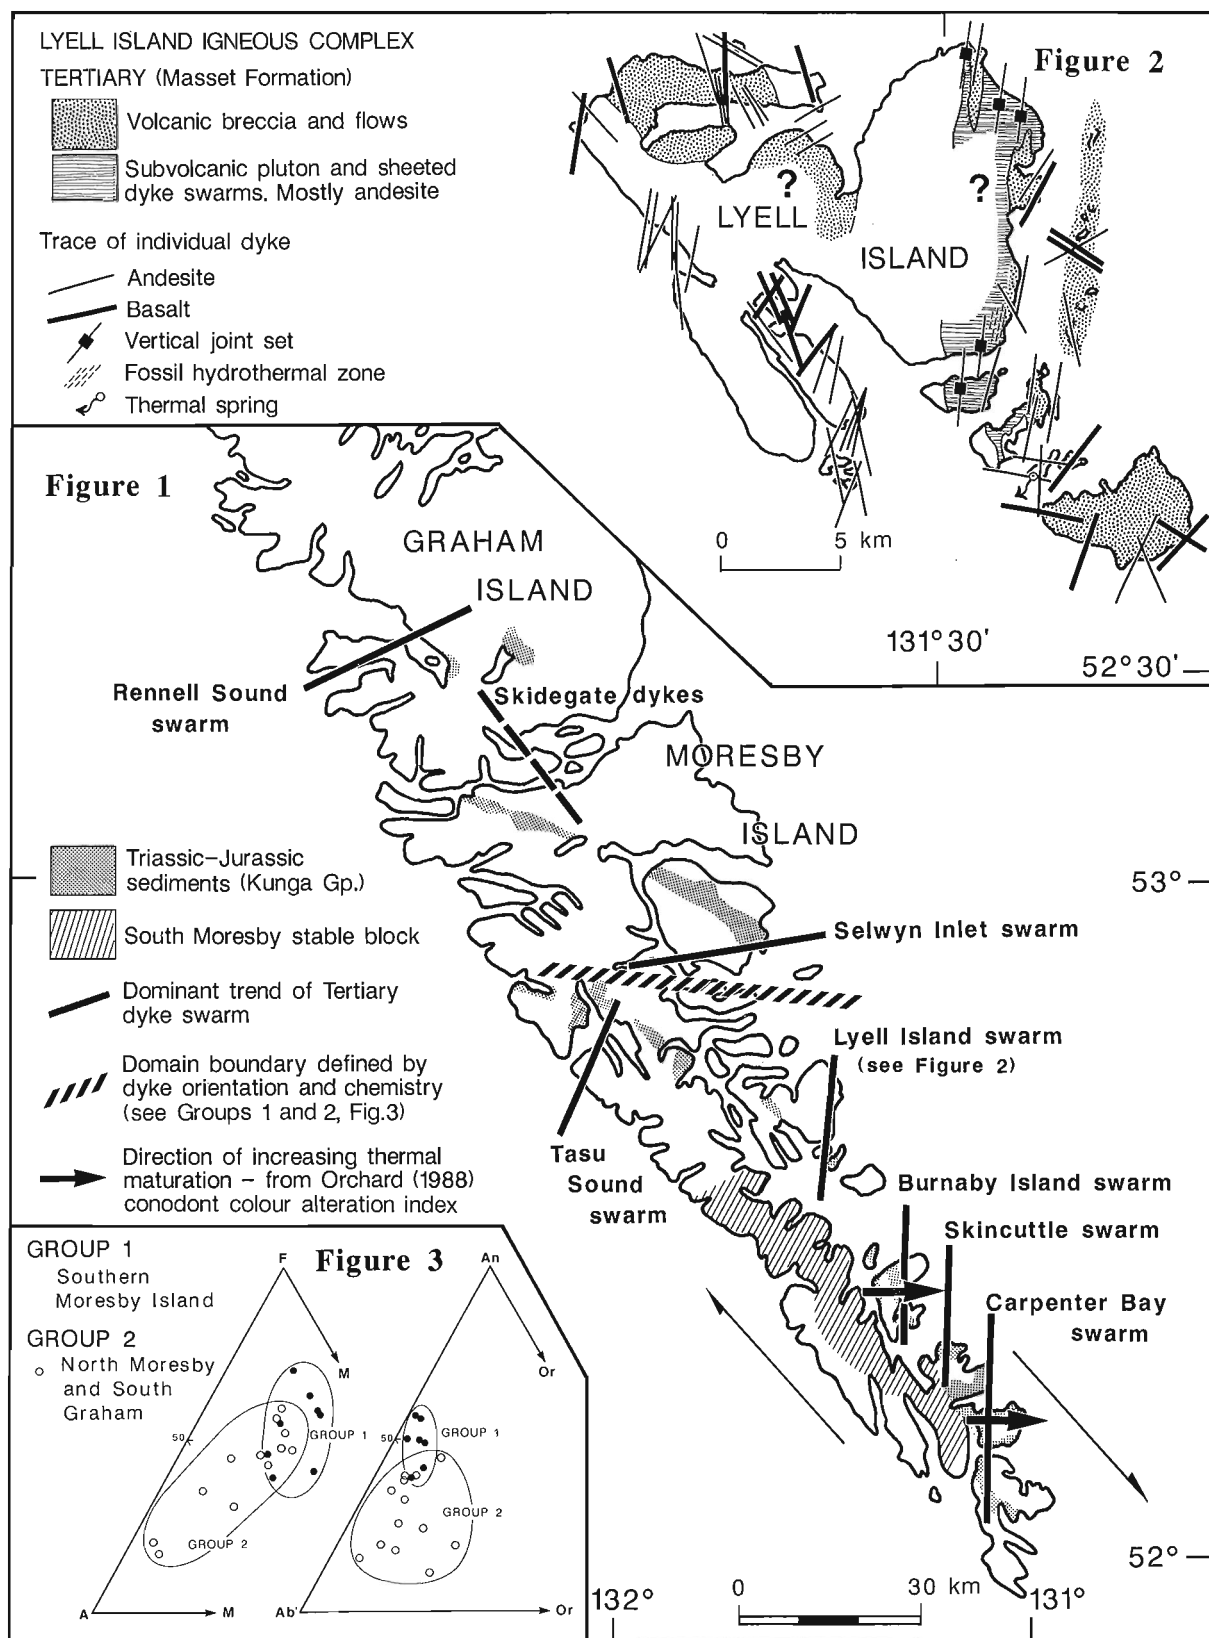 LYELL ISLAND IGNEOUS COMPLEX
TERTIARY (Masset Formation)
Volcanic breccia and flows
Subvolcanic pluton and sheeted
dyke swarms. Mostly andesite
Trace of individual dyke
Andesite
Basalt
Vertical joint set
Fossil hydrothermal zone
Thermal spring
Figure 2
?
?
LYELL
ISLAND
0
5 km
131° 30'
52° 30'
Figure 1
GRAHAM
ISLAND
Rennell Sound
swarm
Skidegate dykes
MORESBY
ISLAND
53°
Triassic-Jurassic
sediments (Kunga Gp.)
South Moresby stable block
Dominant trend of Tertiary
dyke swarm
Domain boundary defined by
dyke orientation and chemistry
(see Groups 1 and 2, Fig.3)
Direction of increasing thermal
maturation – from Orchard (1988)
conodont colour alteration index
Selwyn Inlet swarm
Lyell Island swarm
(see Figure 2)
Tasu
Sound
swarm
Burnaby Island swarm
Skincuttle swarm
Carpenter Bay
swarm
52°
0
30 km
132°
131°
GROUP 1
Southern
Moresby Island
GROUP 2
North Moresby
and South
Graham
Figure 3
F
M
50
GROUP 1
GROUP 2
A
M
An
Or
50
GROUP 1
GROUP 2
Ab'
Or